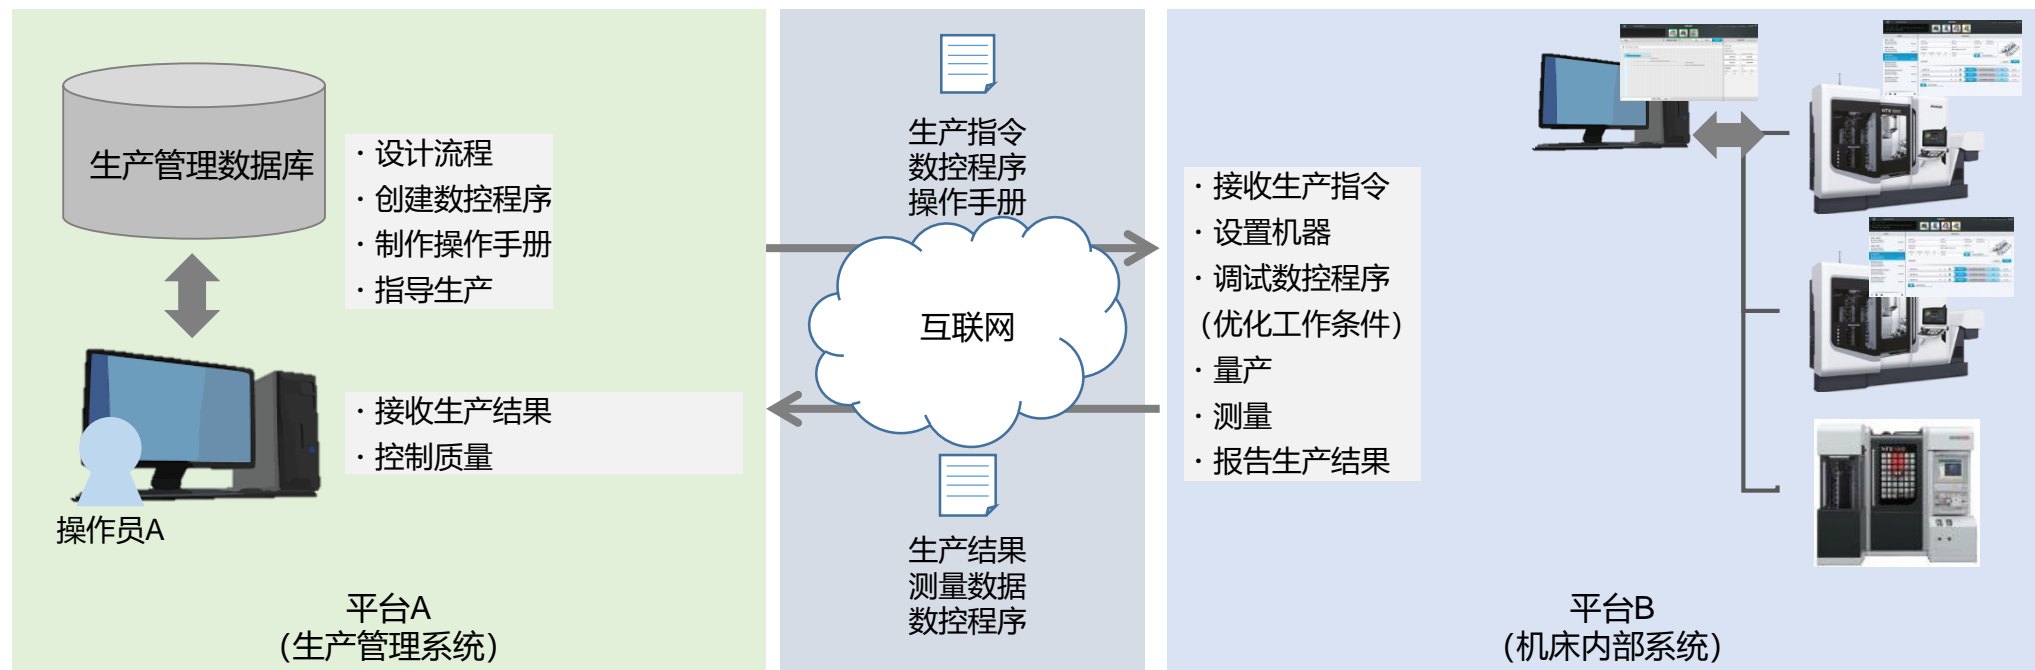 生产管理数据库
・设计流程
・创建数控程序
・制作操作手册
・指导生产
・接收生产结果
・控制质量
操作员A
平台A
（生产管理系统）
生产指令
数控程序
操作手册
互联网
生产结果
测量数据
数控程序
・接收生产指令
・设置机器
・调试数控程序
（优化工作条件）
・量产
・测量
・报告生产结果
平台B
（机床内部系统）